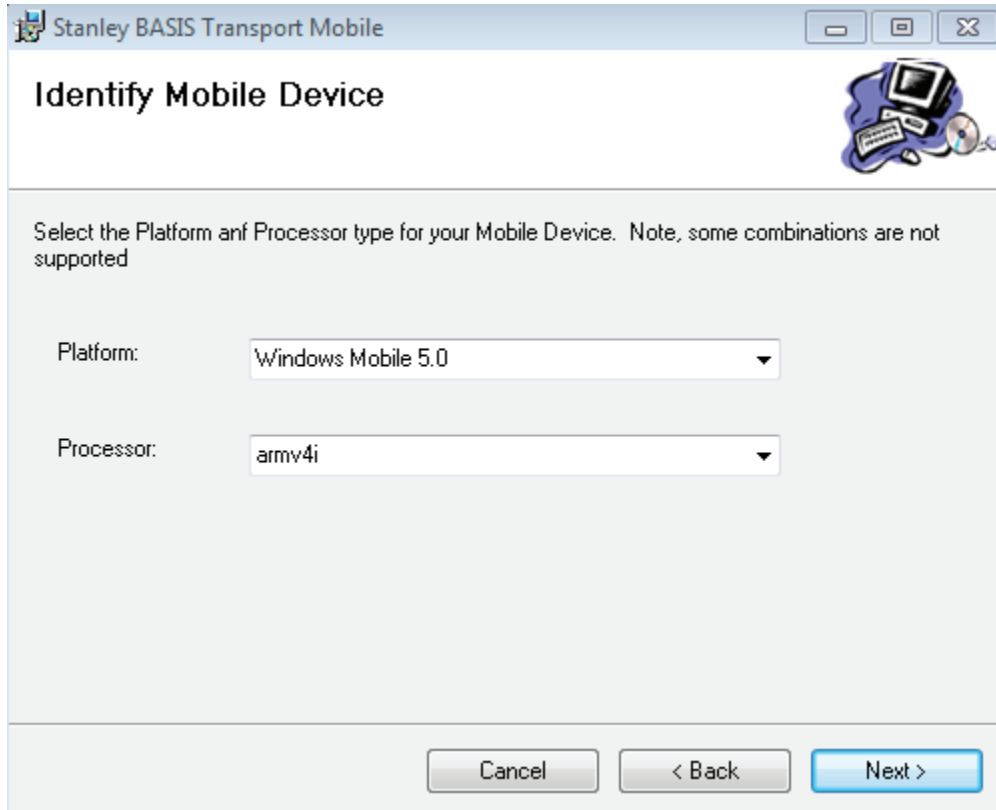 Stanley BASIS Transport Mobile
Identify Mobile Device
Select the Platform anf Processor type for your Mobile Device.  Note, some combinations are not
supported
Platform:
Windows Mobile 5.0
Processor:
armv4i
Cancel
< Back
Next >